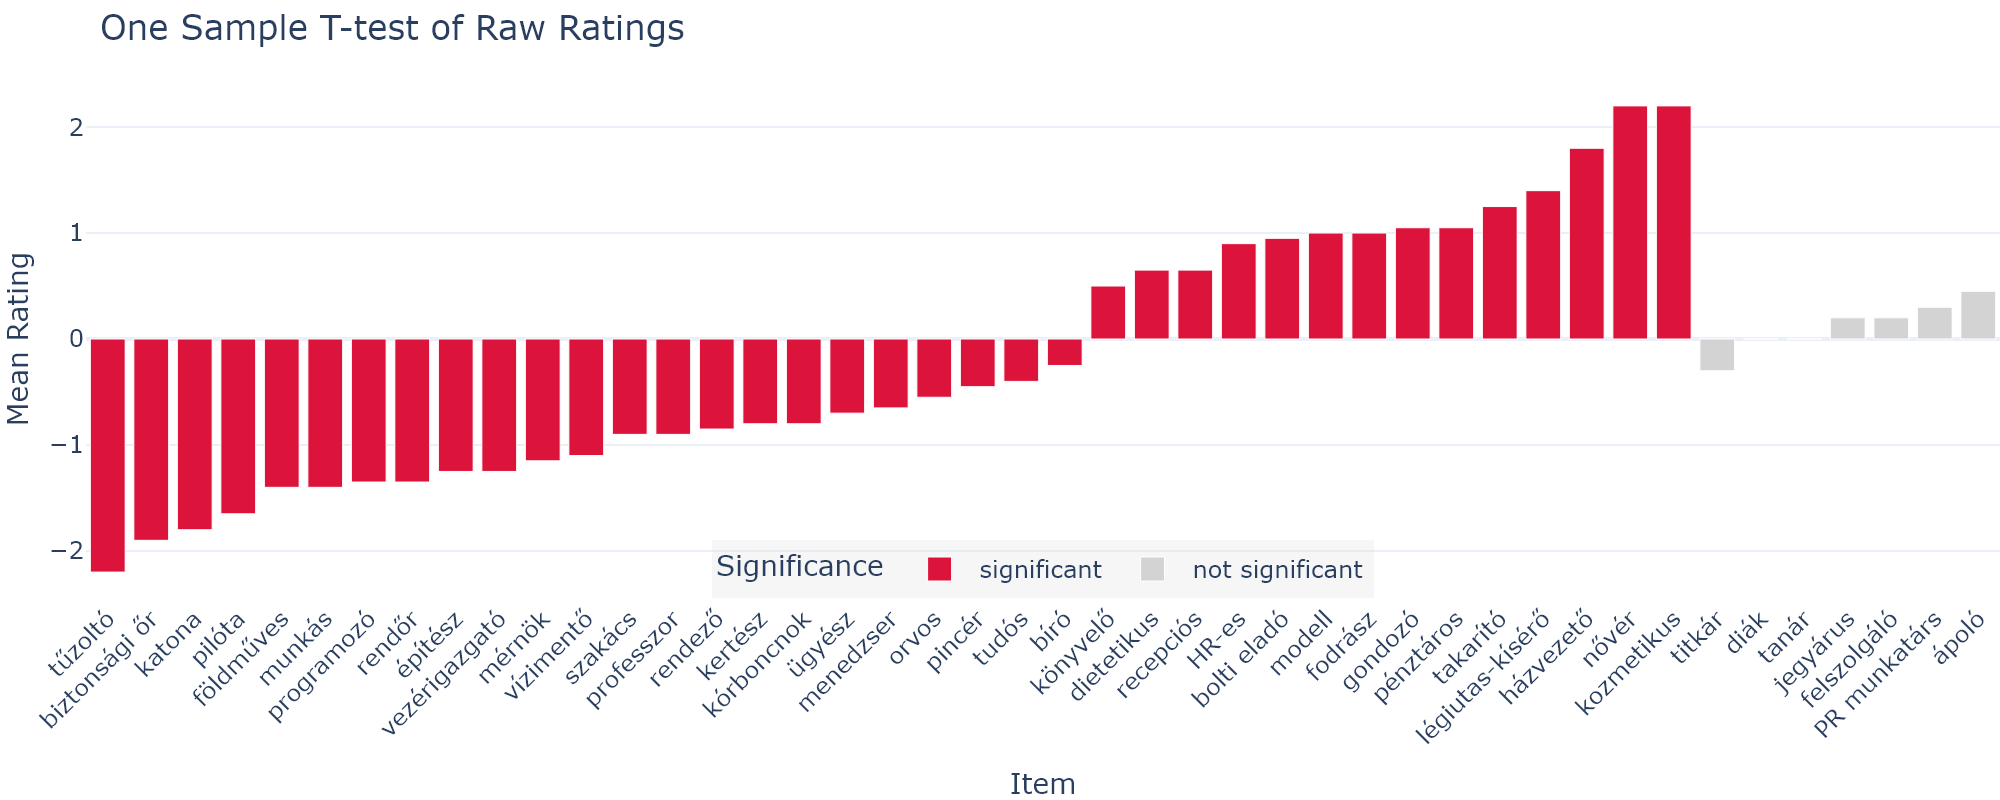 One Sample T-test of Raw Ratings
Mean Rating
2
1
0
−1
−2
Significance
significant
not significant
tűzoltó
biztonsági őr
katona
pilóta
földműves
munkás
programozó
rendőr
építész
vezérigazgató
mérnök
vízimentő
szakács
professzor
rendező
kertész
kórboncnok
ügyész
menedzser
orvos
pincér
tudós
bíró
könyvelő
dietetikus
recepciós
HR-es
bolti eladó
modell
fodrász
gondozó
pénztáros
takarító
légiutas-kísérő
házvezető
nővér
kozmetikus
titkár
diák
tanár
jegyárus
felszolgáló
PR munkatárs
ápoló
Item